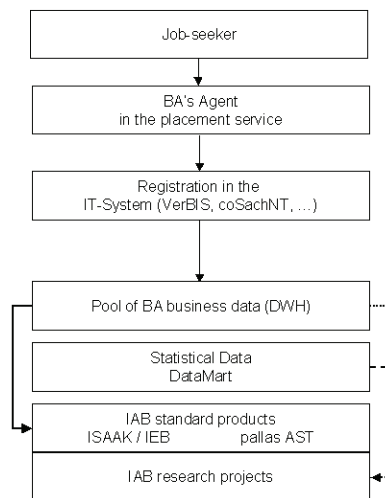 Job-seeker
BA's Agent
in the placement service
Registration in the
IT-System (VerBIS, coSachNT, ...)
Pool of BA business data (DWH)
Statistical Data
DataMart
IAB standard products
ISAAK / IEB pallas AST
IAB research projects